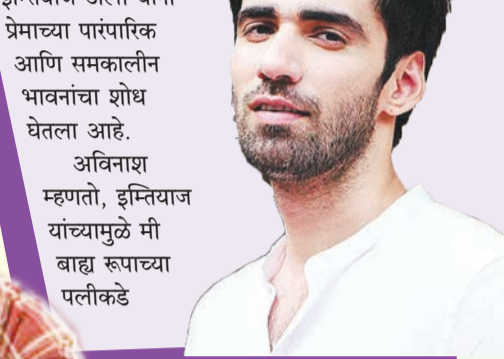 प्रेमाच्या पारंपारिक
आणि समकालीन
भावनांचा शोध
घेतला आहे.
अविनाश
म्हणतो, इम्तियाज
यांच्यामुळे मी
बाह्य रूपाच्या
पलीकडे